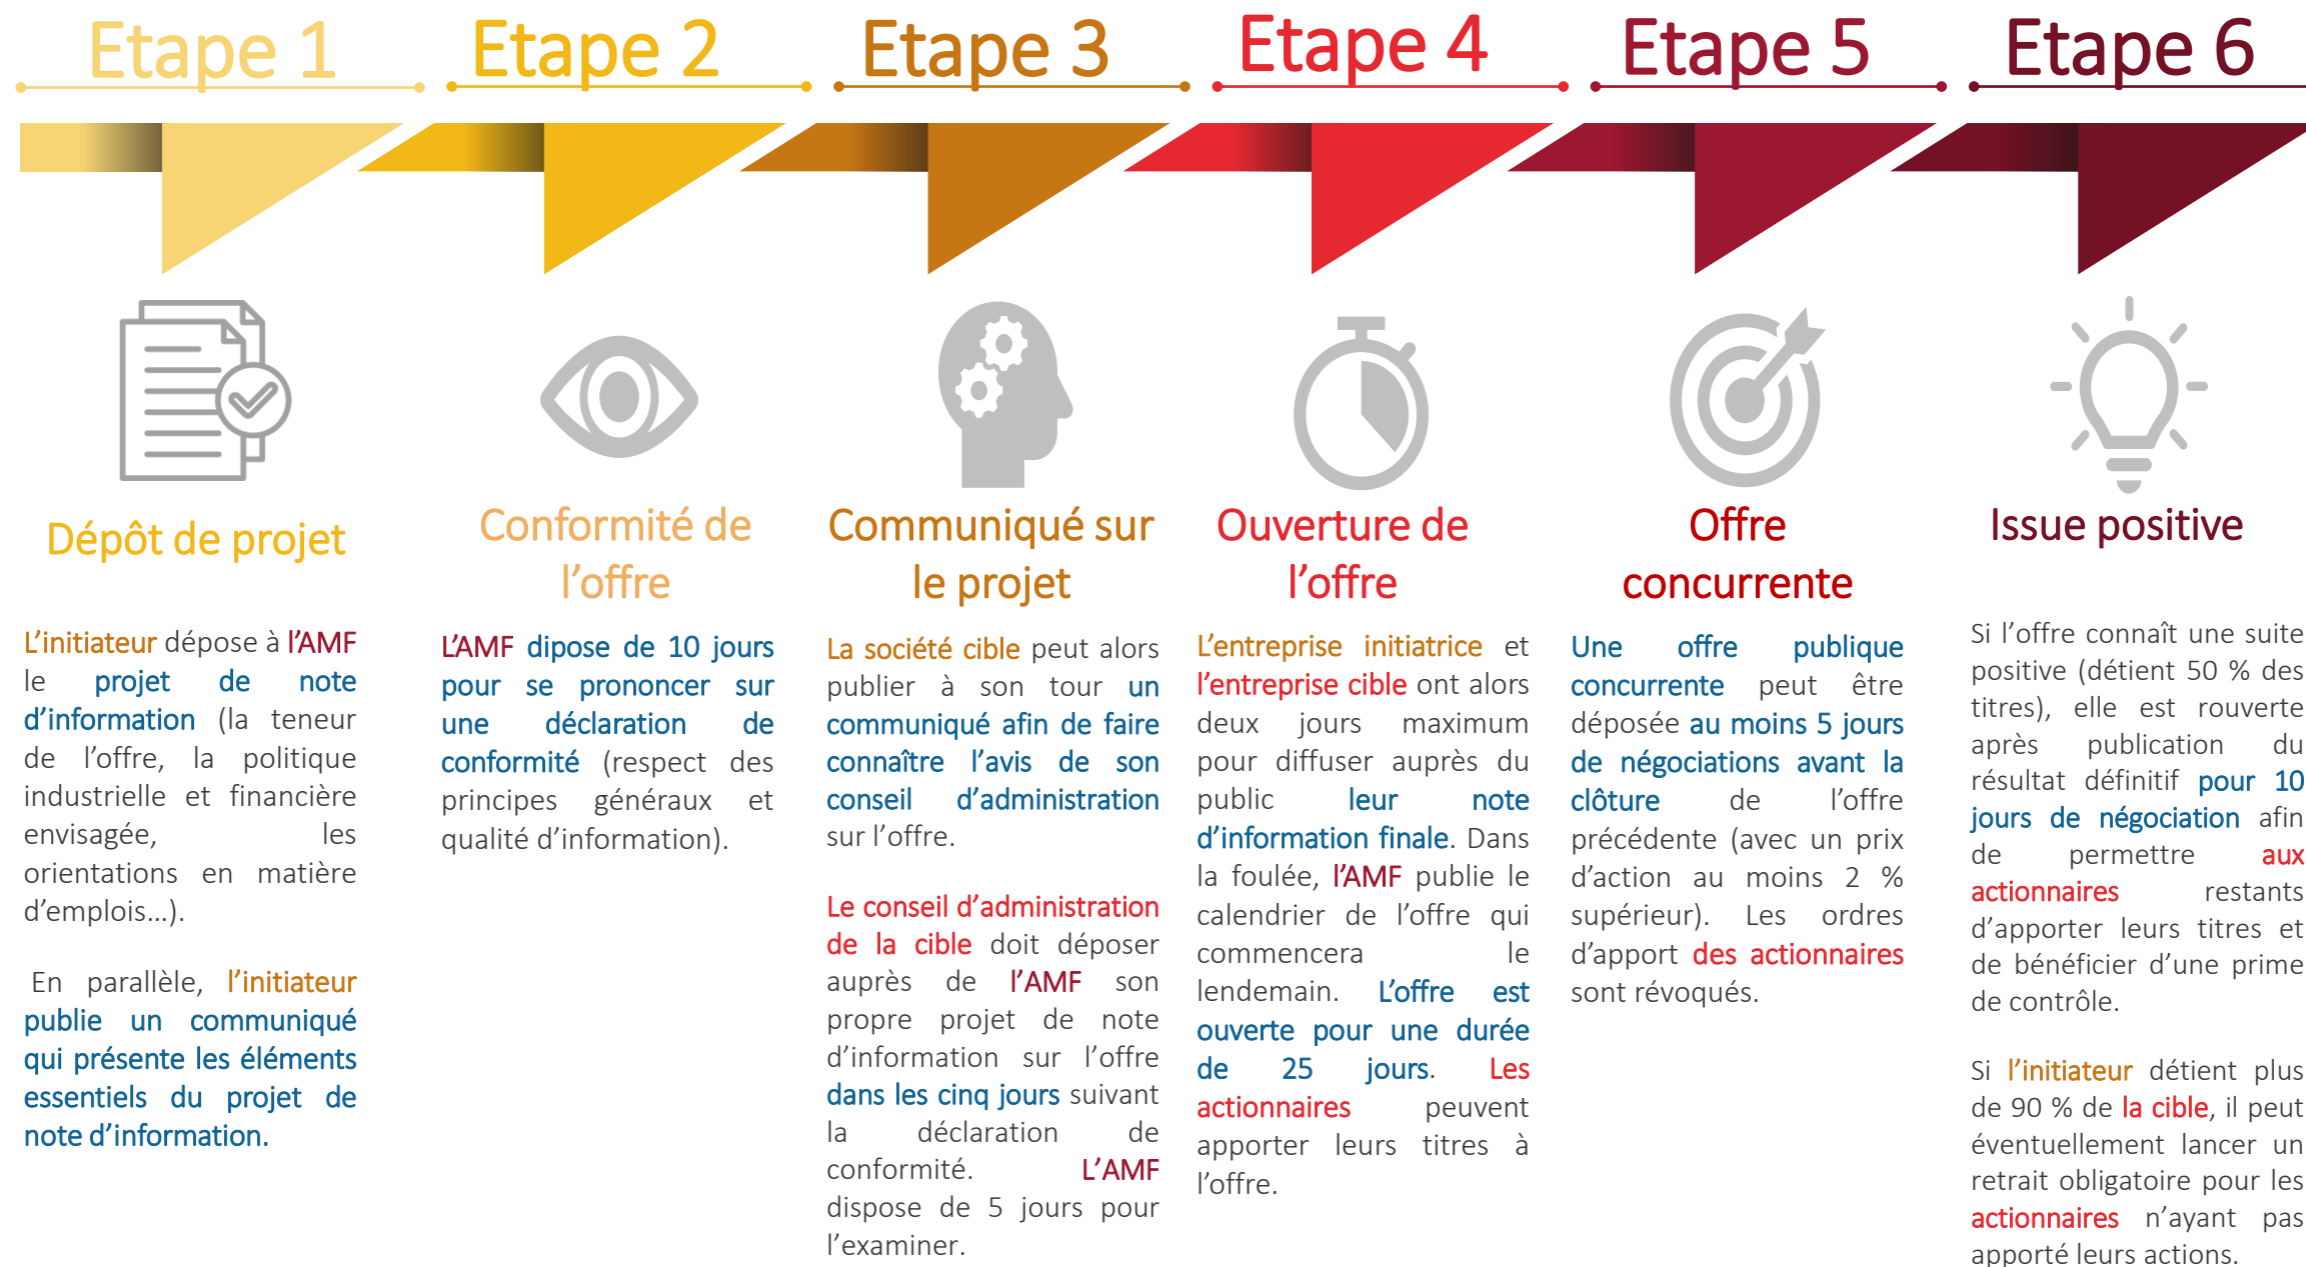 Etape 1
Etape 2
Etape 3
Etape 4
Etape 5
Etape 6
Dépôt de projet
L’initiateur dépose à l’AMF
le projet de note
d’information (la teneur
de l’offre, la politique
industrielle et financière
envisagée, les
orientations en matière
d’emplois…).
En parallèle, l’initiateur
publie un communiqué
qui présente les éléments
essentiels du projet de
note d’information.
Conformité de
l’offre
L’AMF dipose de 10 jours
pour se prononcer sur
une déclaration de
conformité (respect des
principes généraux et
qualité d’information).
Communiqué sur
le projet
La société cible peut alors
publier à son tour un
communiqué afin de faire
connaître l’avis de son
conseil d’administration
sur l’offre.
Le conseil d’administration
de la cible doit déposer
auprès de l’AMF son
propre projet de note
d’information sur l’offre
dans les cinq jours suivant
la déclaration de
conformité. L’AMF
dispose de 5 jours pour
l’examiner.
Ouverture de
l’offre
L’entreprise initiatrice et
l’entreprise cible ont alors
deux jours maximum
pour diffuser auprès du
public leur note
d’information finale. Dans
la foulée, l’AMF publie le
calendrier de l’offre qui
commencera le
lendemain. L’offre est
ouverte pour une durée
de 25 jours. Les
actionnaires peuvent
apporter leurs titres à
l’offre.
Offre
concurrente
Une offre publique
concurrente peut être
déposée au moins 5 jours
de négociations avant la
clôture de l’offre
précédente (avec un prix
d’action au moins 2 %
supérieur). Les ordres
d’apport des actionnaires
sont révoqués.
Issue positive
Si l’offre connaît une suite
positive (détient 50 % des
titres), elle est rouverte
après publication du
résultat définitif pour 10
jours de négociation afin
de permettre aux
actionnaires restants
d’apporter leurs titres et
de bénéficier d’une prime
de contrôle.
Si l’initiateur détient plus
de 90 % de la cible, il peut
éventuellement lancer un
retrait obligatoire pour les
actionnaires n’ayant pas
apporté leurs actions.